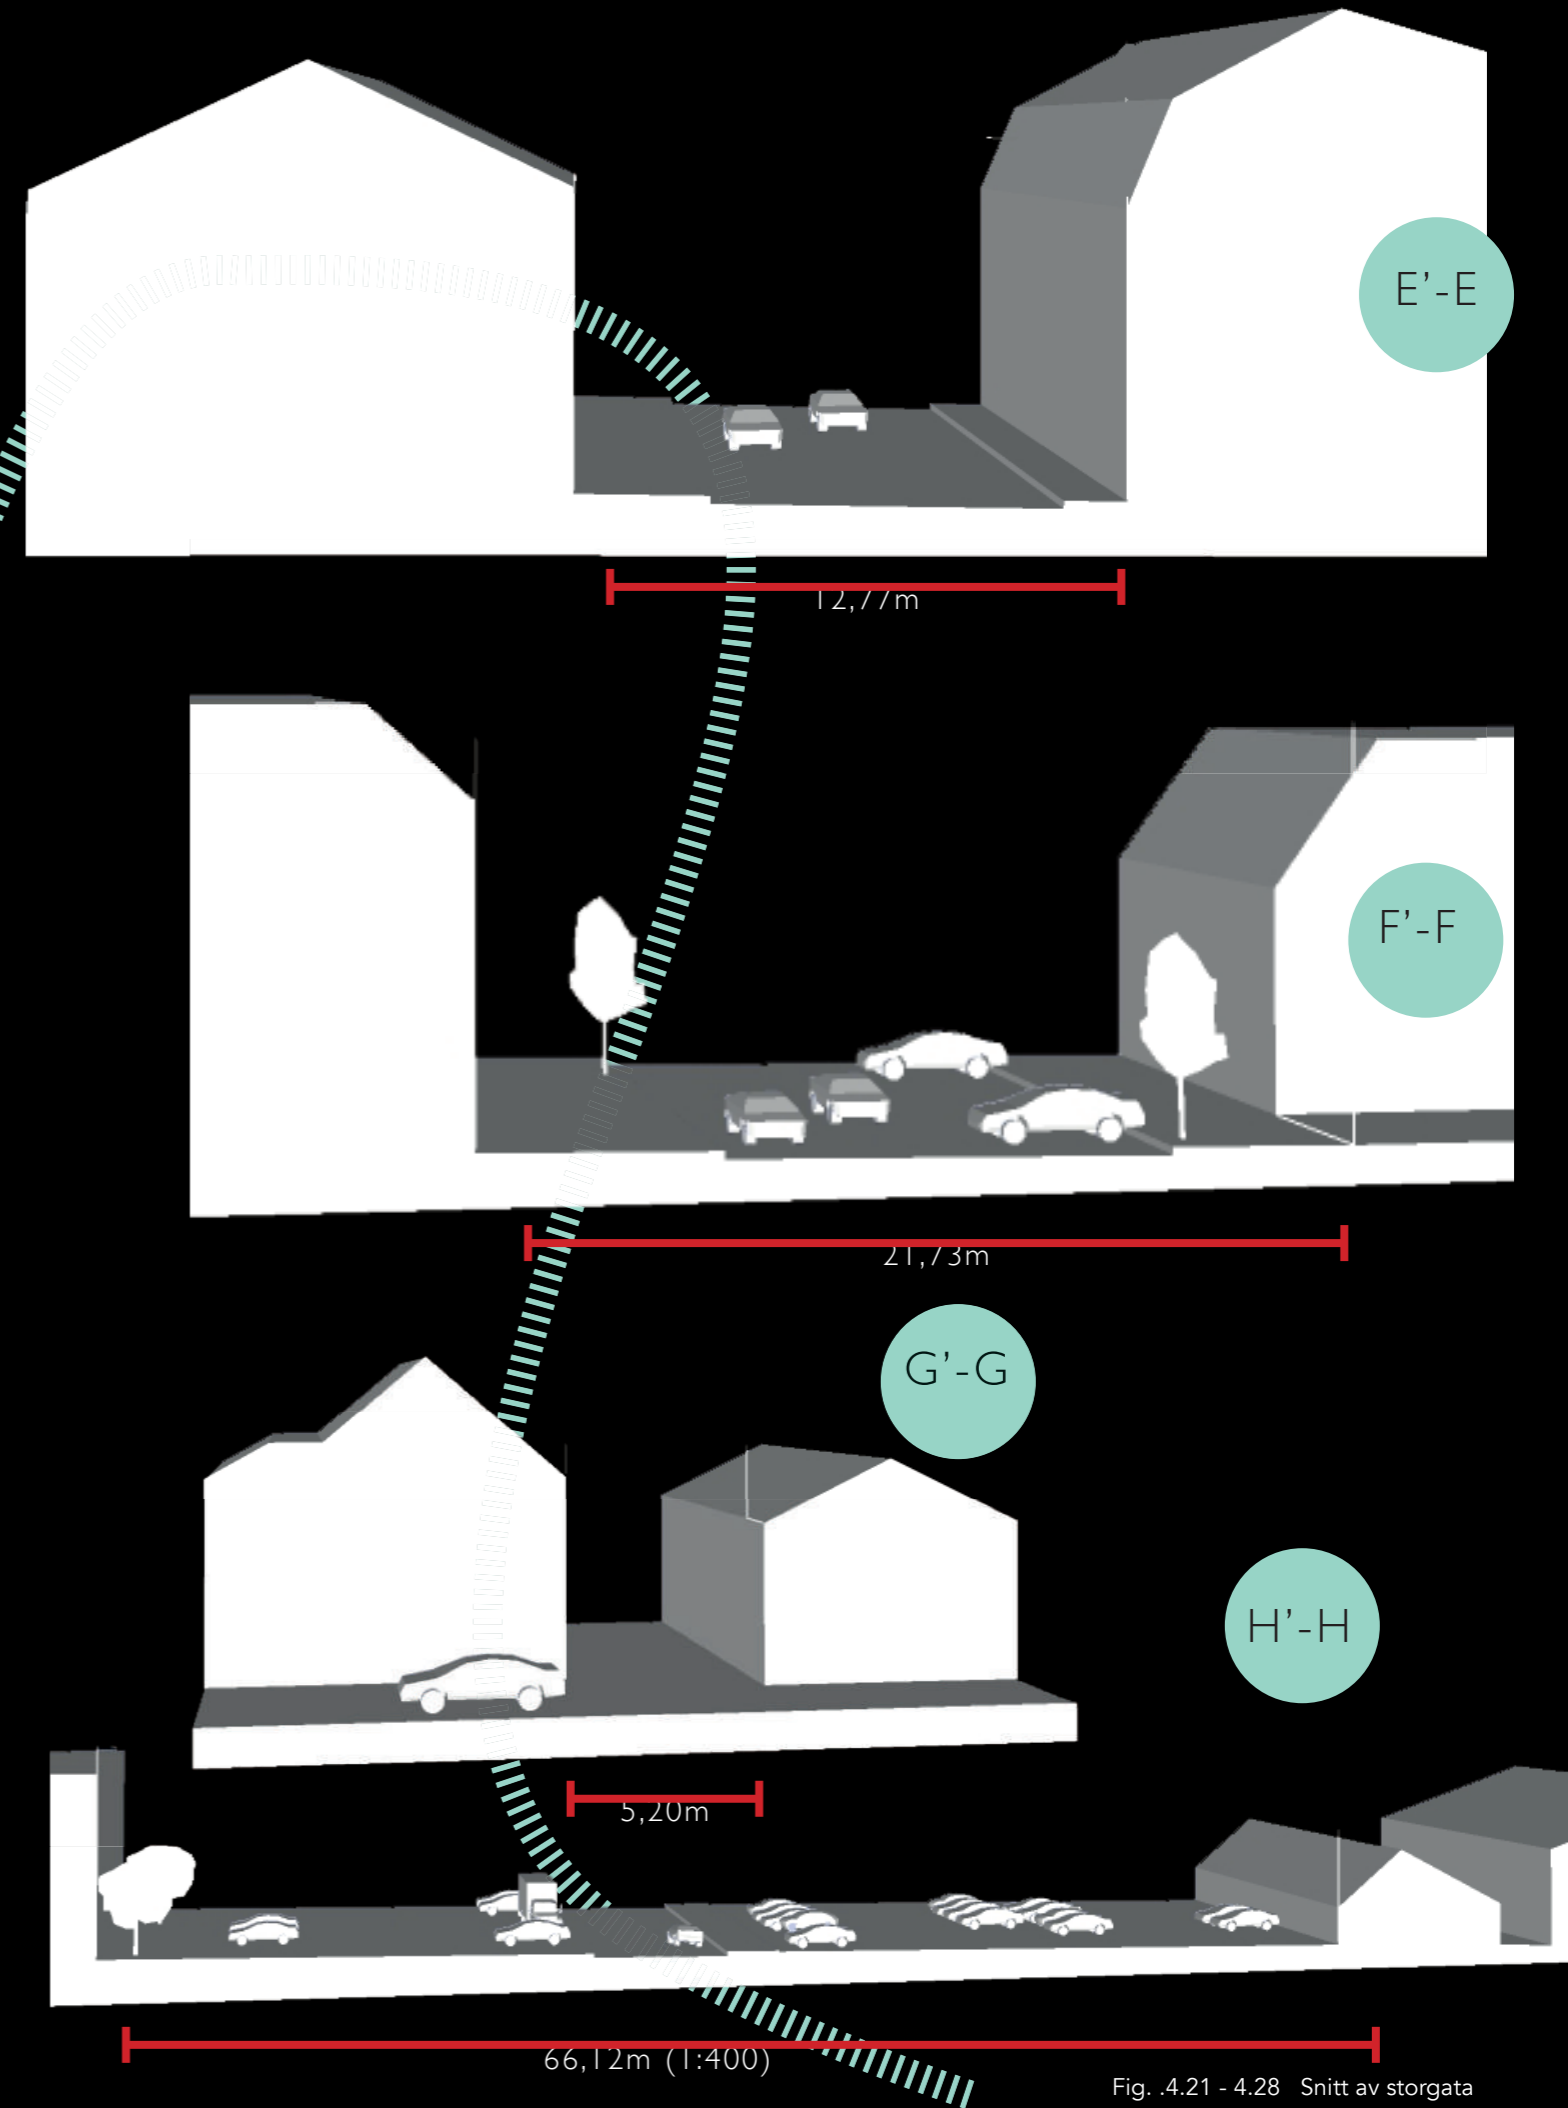 E’-E
12,77m
F’-F
21,73m
G’-G
H’-H
5,20m
66,12m (1:400)
Fig. .4.21 - 4.28 Snitt av storgata